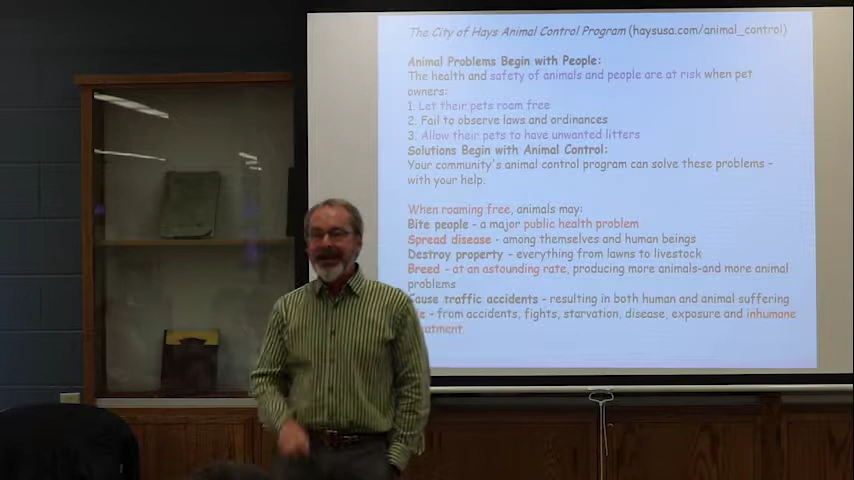 The City of Hays Animal Control Program (haysusa.com/animal_control)
Animal Problems Begin with People:
The health and safety of animals and people are at risk when pet
owners:
1. Let their pets roam free
2. Fail to observe laws and ordinances
3. Allow their pets to have unwanted litters
Solutions Begin with Animal Control:
Your community's animal control program can solve these problems -
with your help.
When roaming free, animals may:
Bite people - a major public health problem
Spread disease - among themselves and human beings
Destroy property - everything from lawns to livestock
Breed - at an astounding rate, producing more animals-and more animal
problems
Cause traffic accidents - resulting in both human and animal suffering
- from accidents, fights, starvation, disease, exposure and inhumane